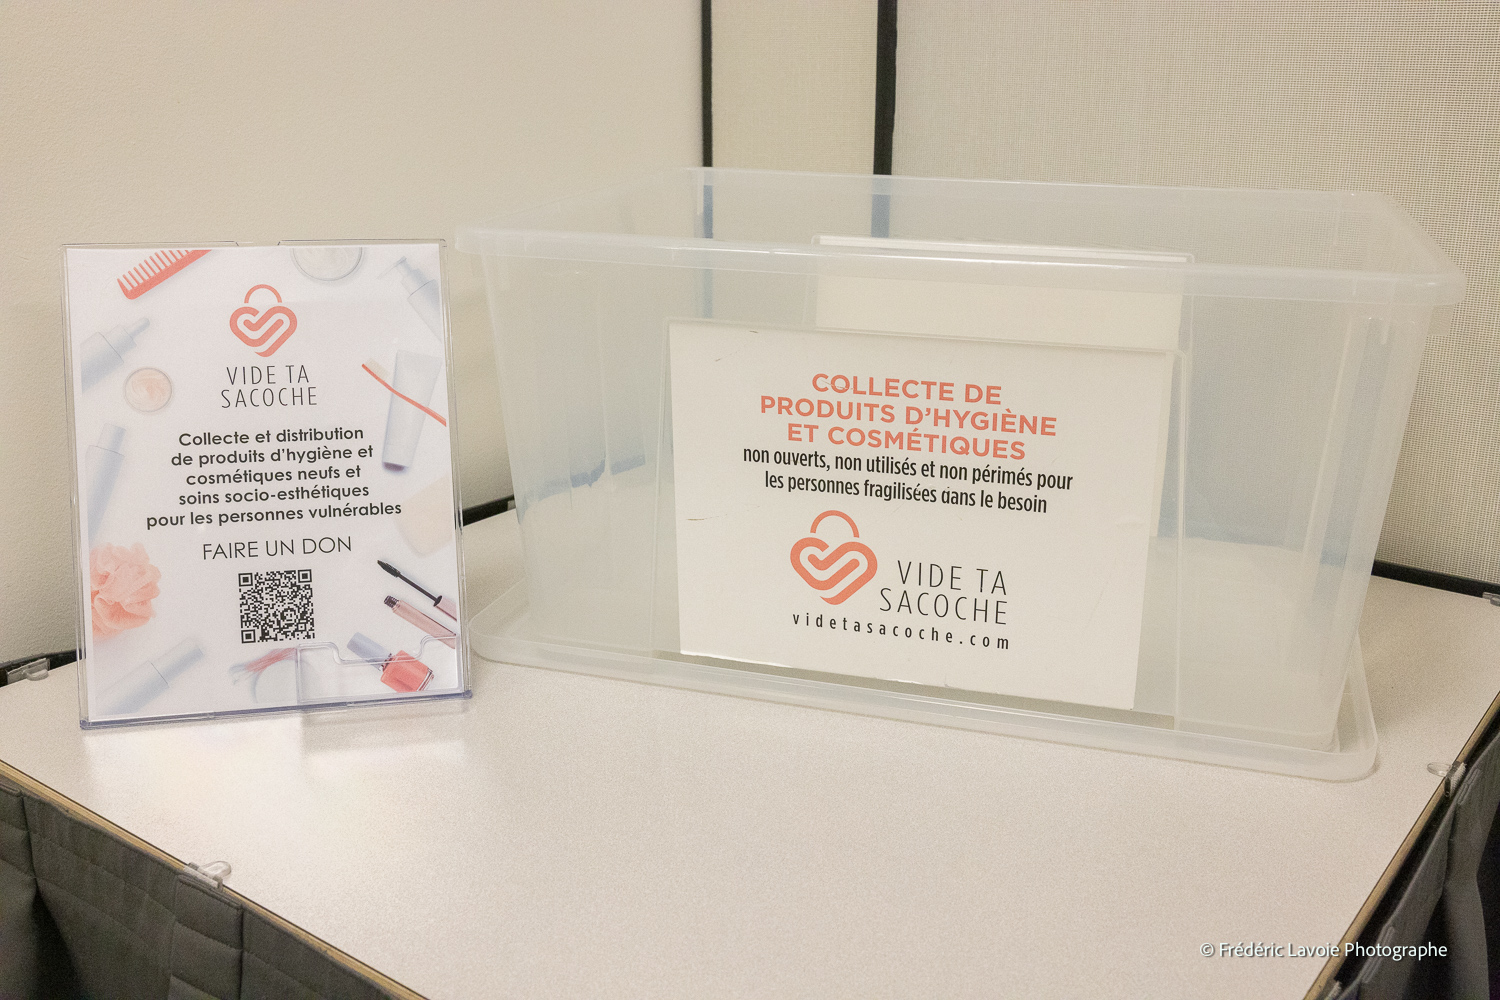 VIDE TA
SACOCHE
Collecte et distribution
de produits d'hygiène et
cosmétiques neufs et
soins socio-esthétiques
pour les personnes vulnérables
FAIRE UN DON
COLLECTE DE
PRODUITS D'HYGIÈNE
ET COSMÉTIQUES
non ouverts, non utilisés et non périmés pour
les personnes fragilisées dans le besoin
VIDE TA
SACOCHE
videtasacoche.com
© Frédéric Lavoie Photographe